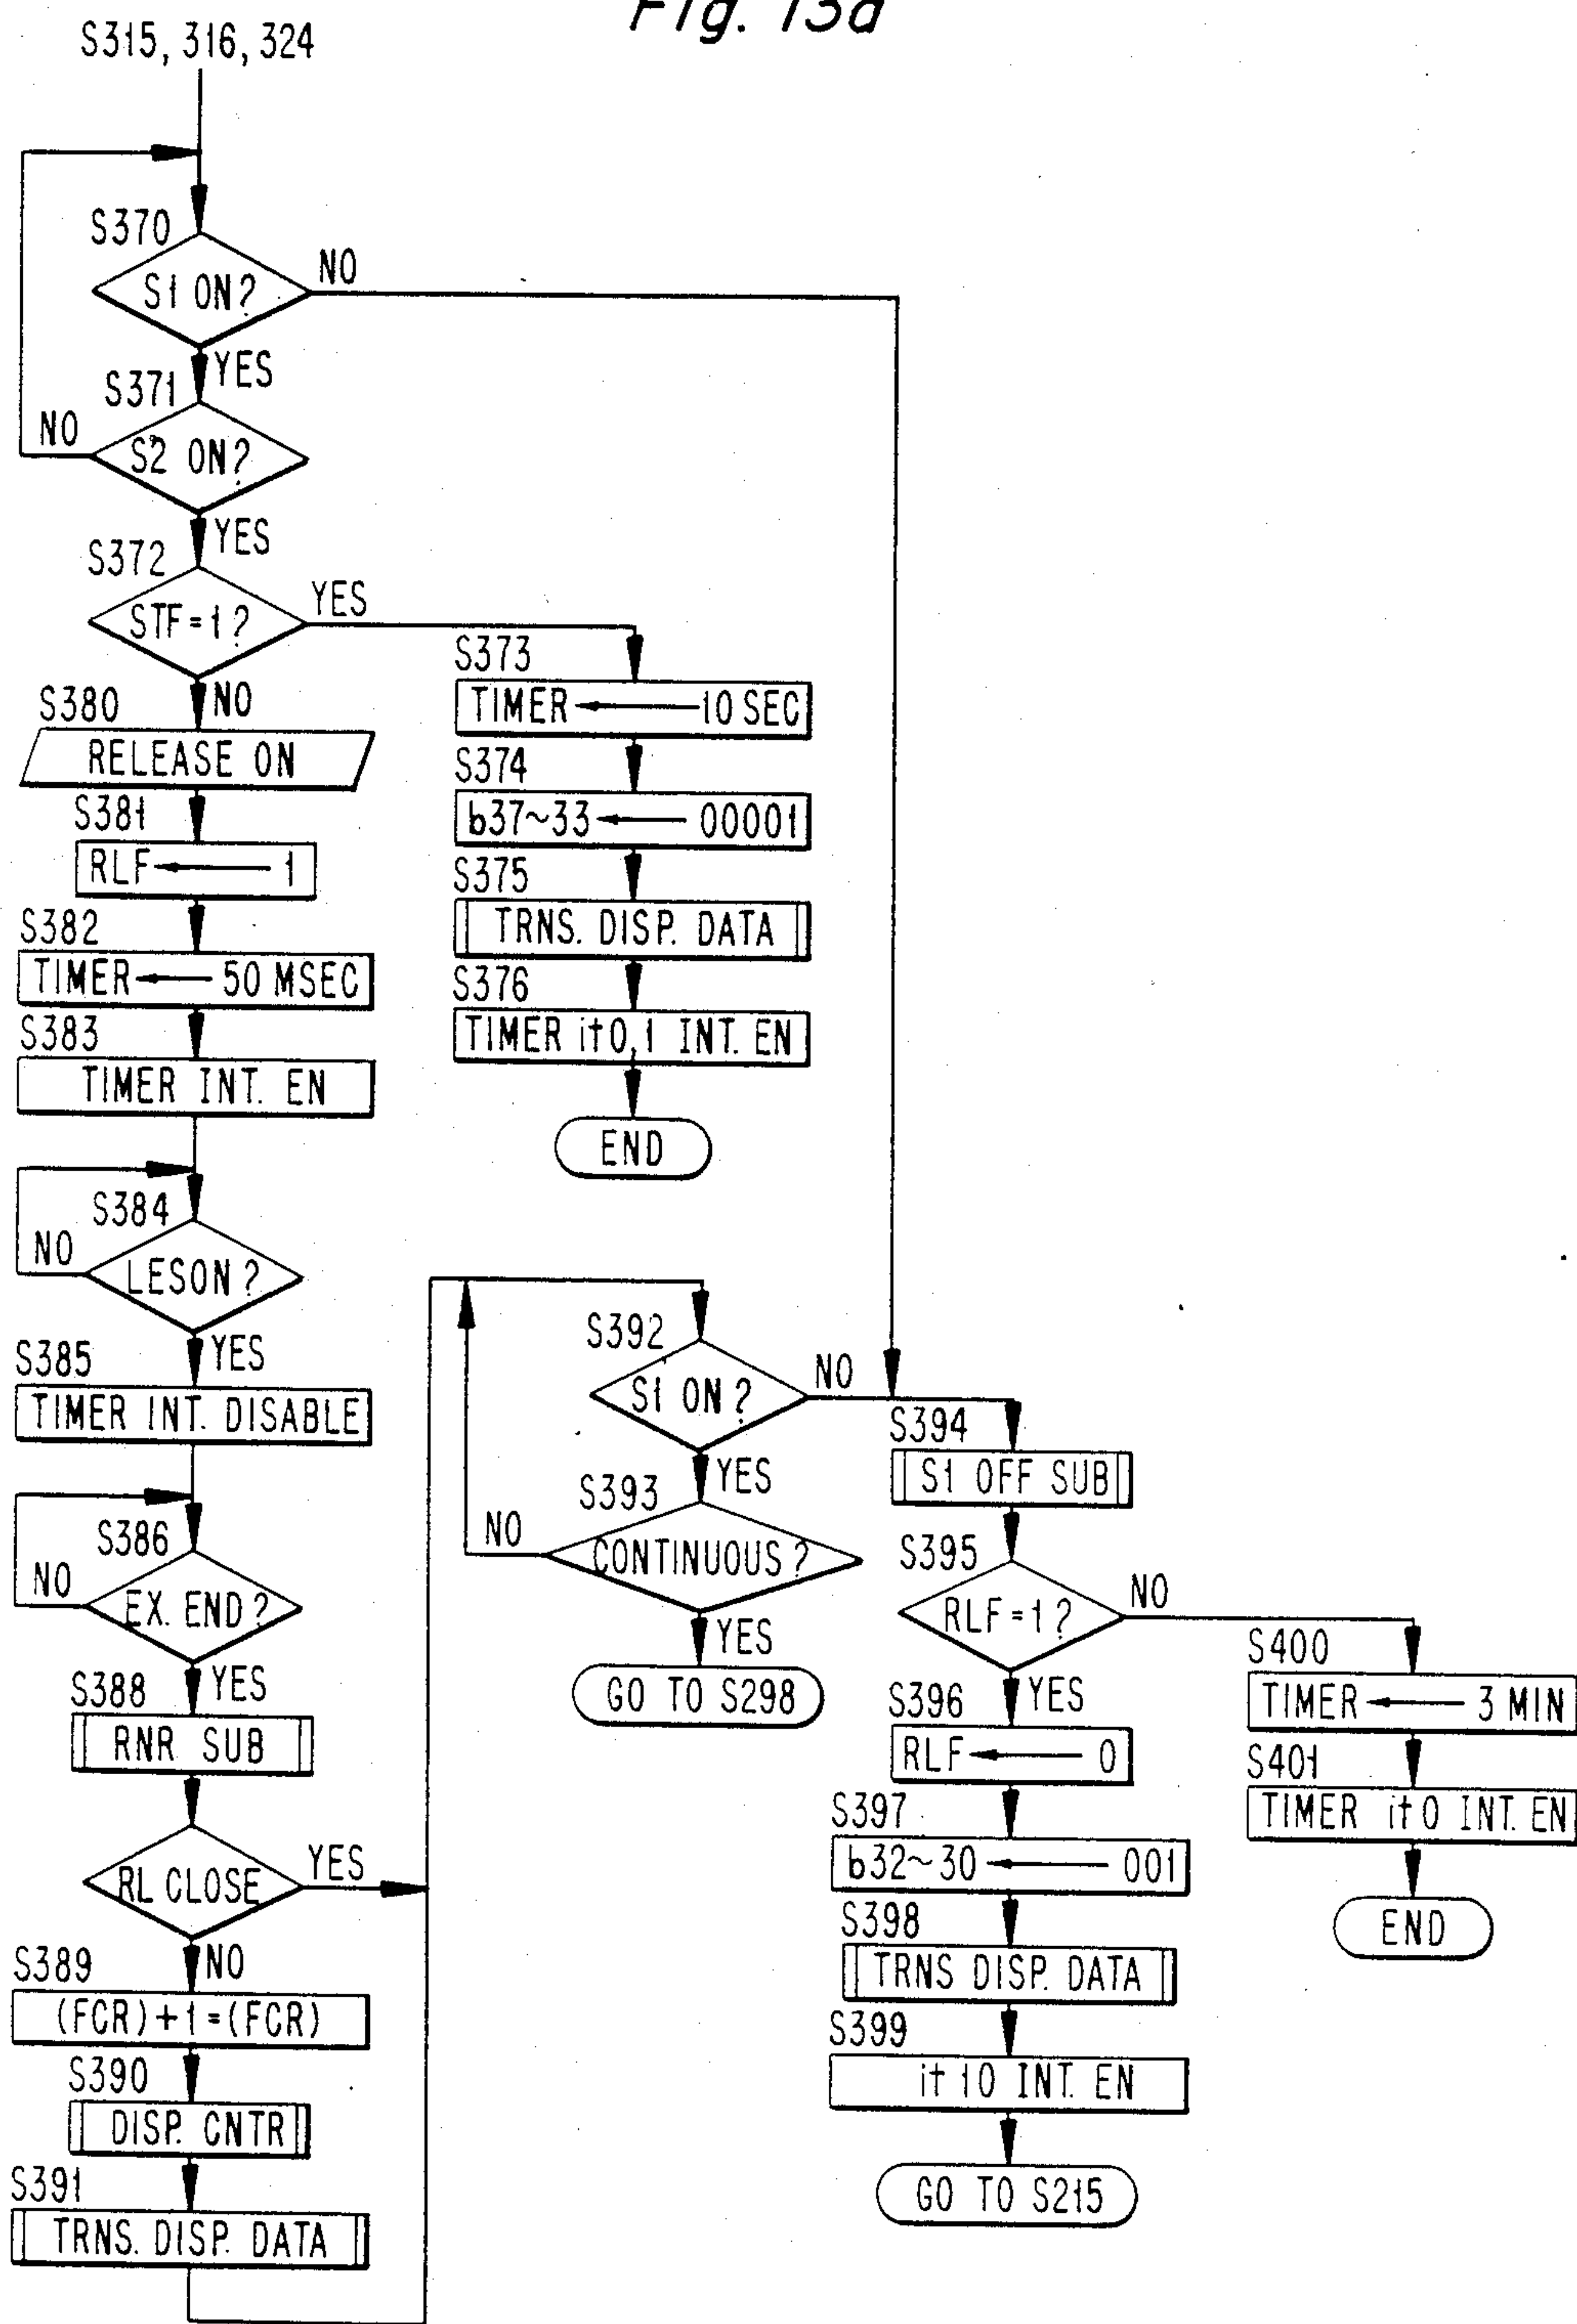 Fig. 13a
S315, 316, 324
S370
S1 ON?
NO
YES
S371
S2 ON?
NO
YES
S372
STF=1?
YES
NO
S373
TIMER ← 10 SEC
S374
b37~33 ← 00001
S375
TRNS. DISP. DATA
S376
TIMER it0,1 INT. EN
END
S380
RELEASE ON
S381
RLF ← 1
S382
TIMER ← 50 MSEC
S383
TIMER INT. EN
S384
LESON?
NO
YES
S385
TIMER INT. DISABLE
S386
EX. END?
NO
YES
S388
RNR SUB
RL CLOSE
YES
NO
S389
(FCR)+1=(FCR)
S390
DISP. CNTR
S391
TRNS. DISP. DATA
S392
S1 ON?
NO
YES
S393
CONTINUOUS?
NO
YES
GO TO S298
S394
S1 OFF SUB
S395
RLF=1?
NO
YES
S396
RLF ← 0
S397
b32~30 ← 001
S398
TRNS DISP. DATA
S399
it 10 INT. EN
GO TO S215
S400
TIMER ← 3 MIN
S401
TIMER it0 INT. EN
END